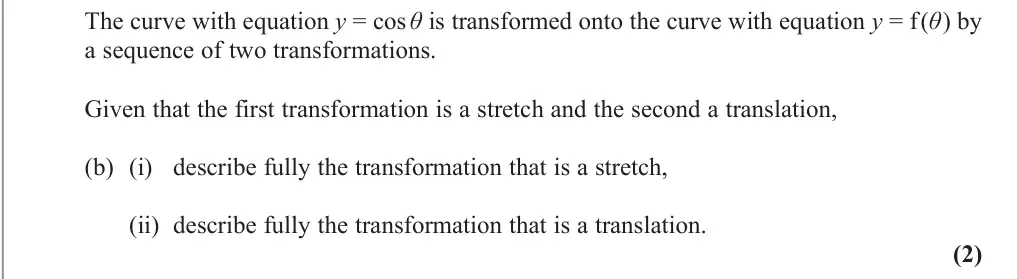 The curve with equation y = cos θ is transformed onto the curve with equation y = f(θ) by
a sequence of two transformations.
Given that the first transformation is a stretch and the second a translation,
(b) (i) describe fully the transformation that is a stretch,
(ii) describe fully the transformation that is a translation.
(2)